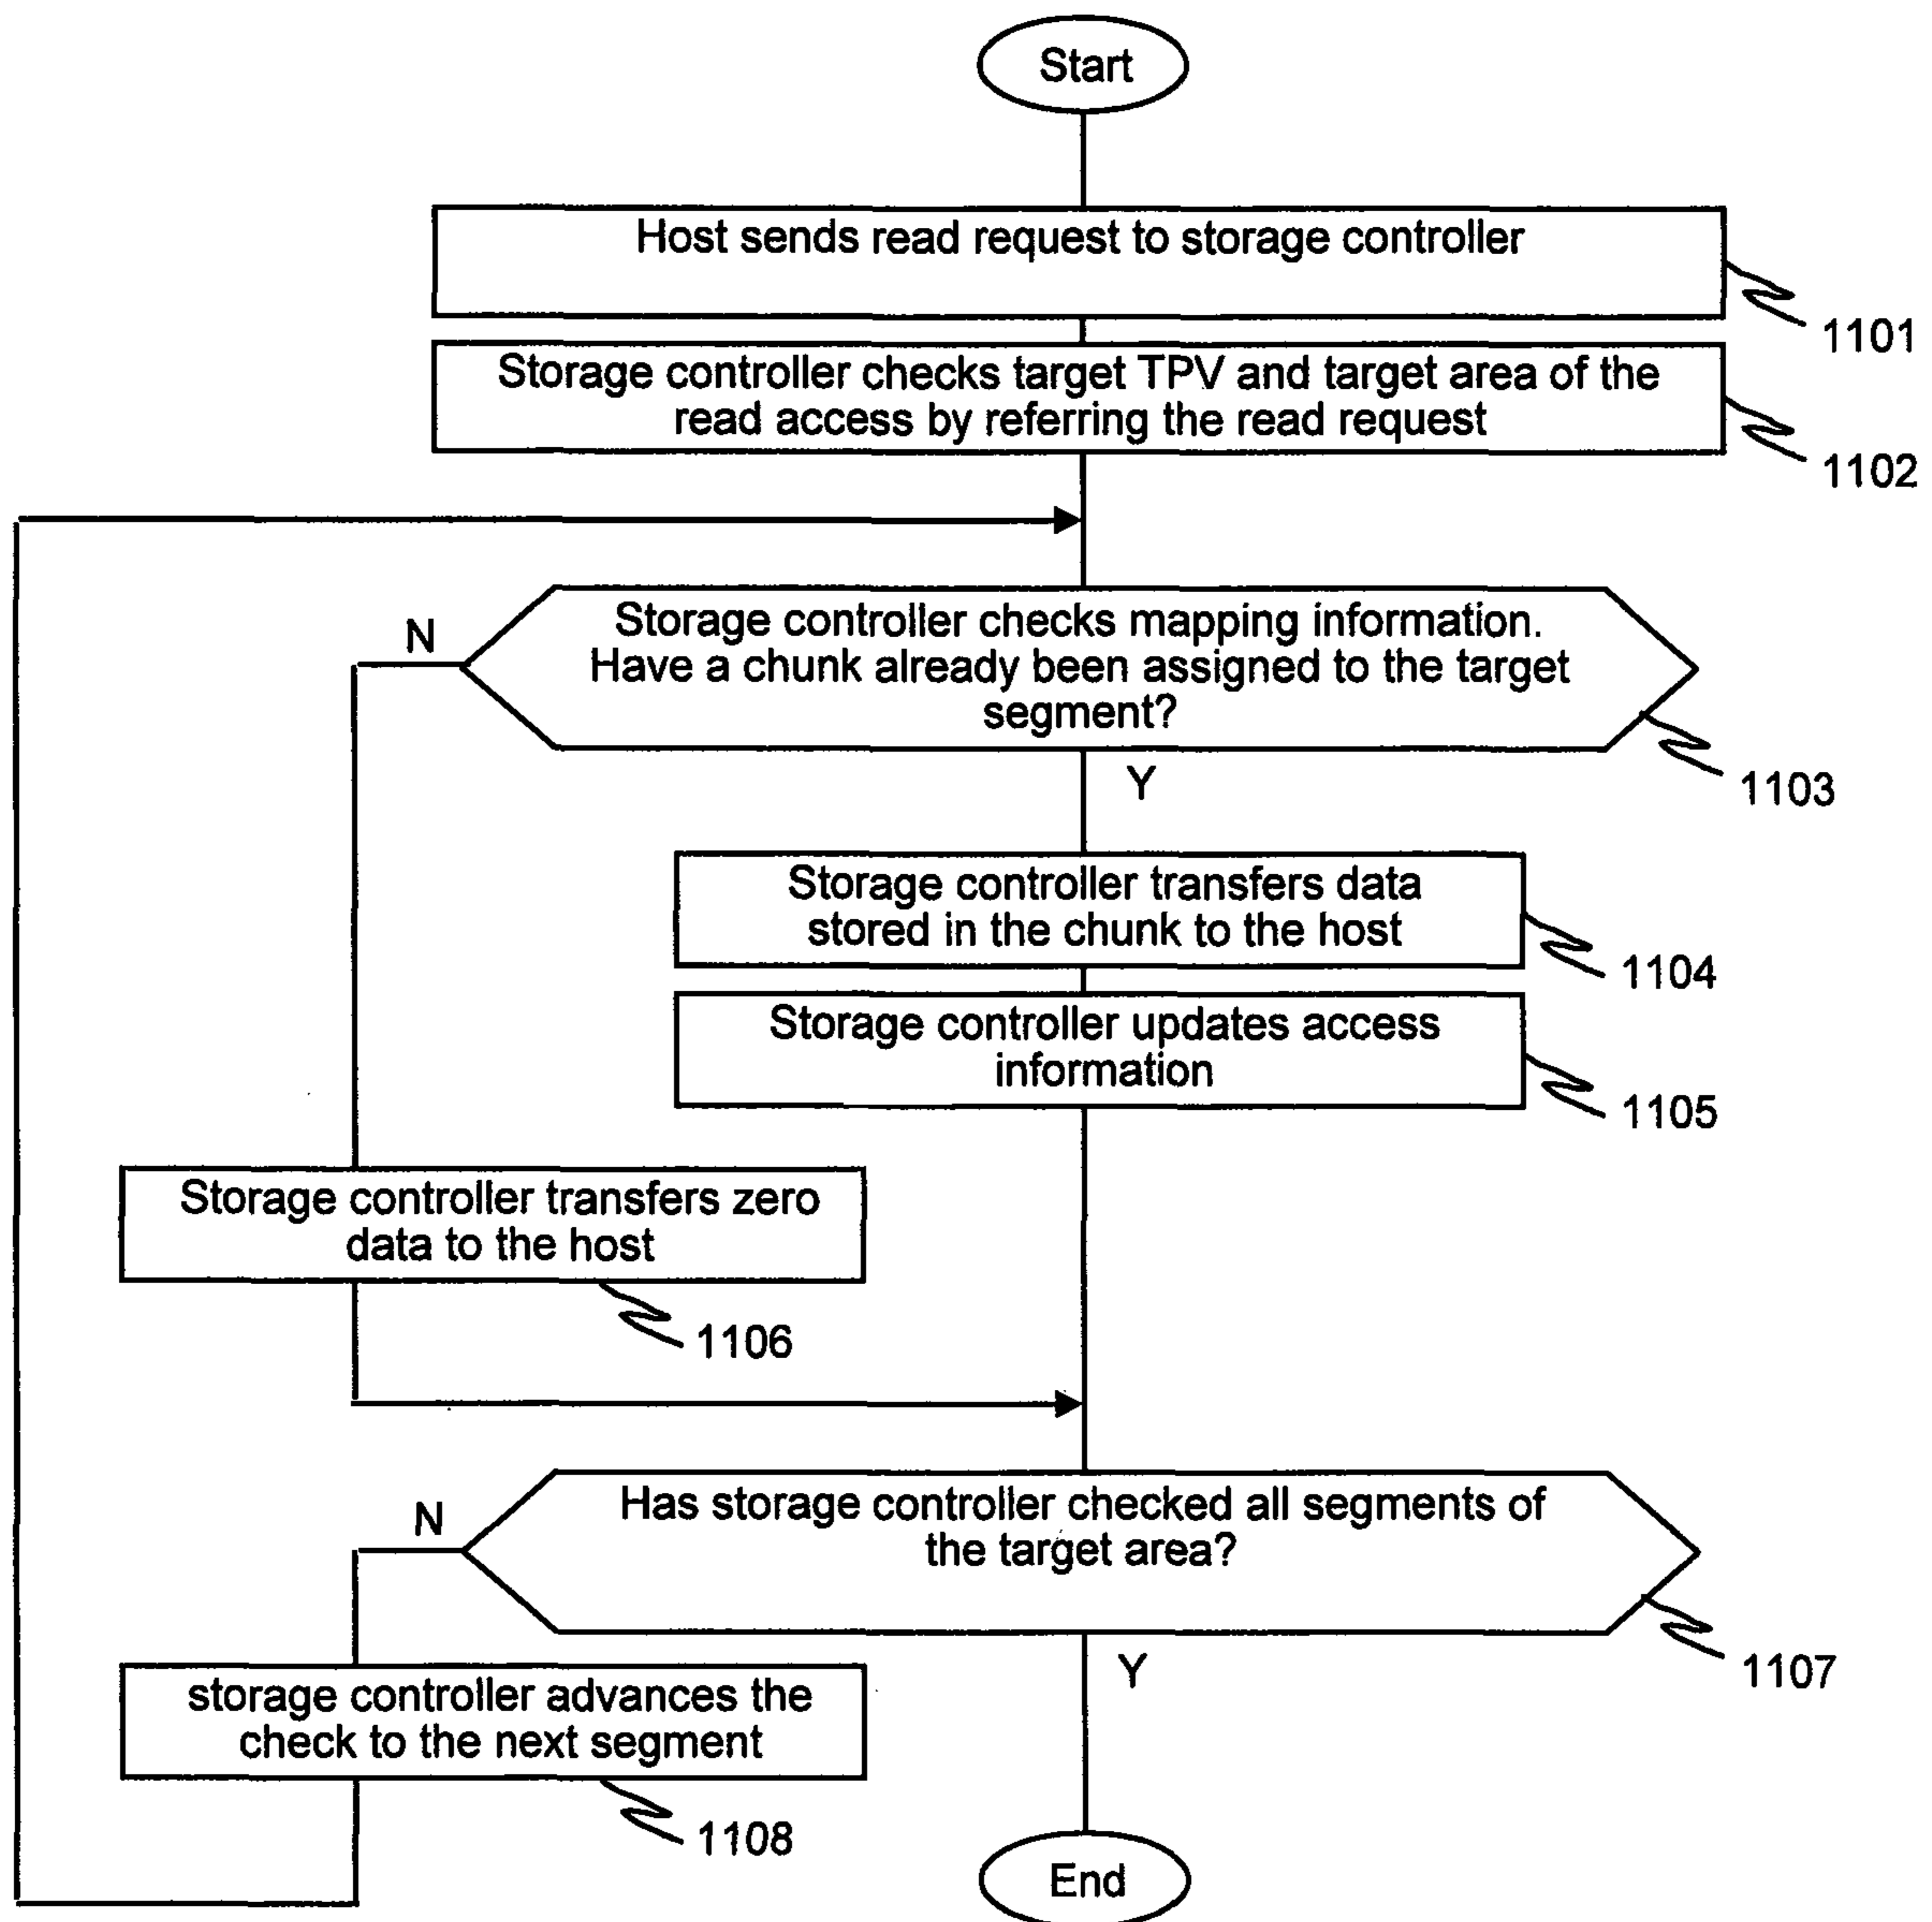 Start
Host sends read request to storage controller
1101
Storage controller checks target TPV and target area of the
read access by referring the read request
1102
N
Storage controller checks mapping information.
Have a chunk already been assigned to the target
segment?
1103
Y
Storage controller transfers data
stored in the chunk to the host
1104
Storage controller updates access
information
1105
Storage controller transfers zero
data to the host
1106
N
Has storage controller checked all segments of
the target area?
1107
Y
storage controller advances the
check to the next segment
1108
End